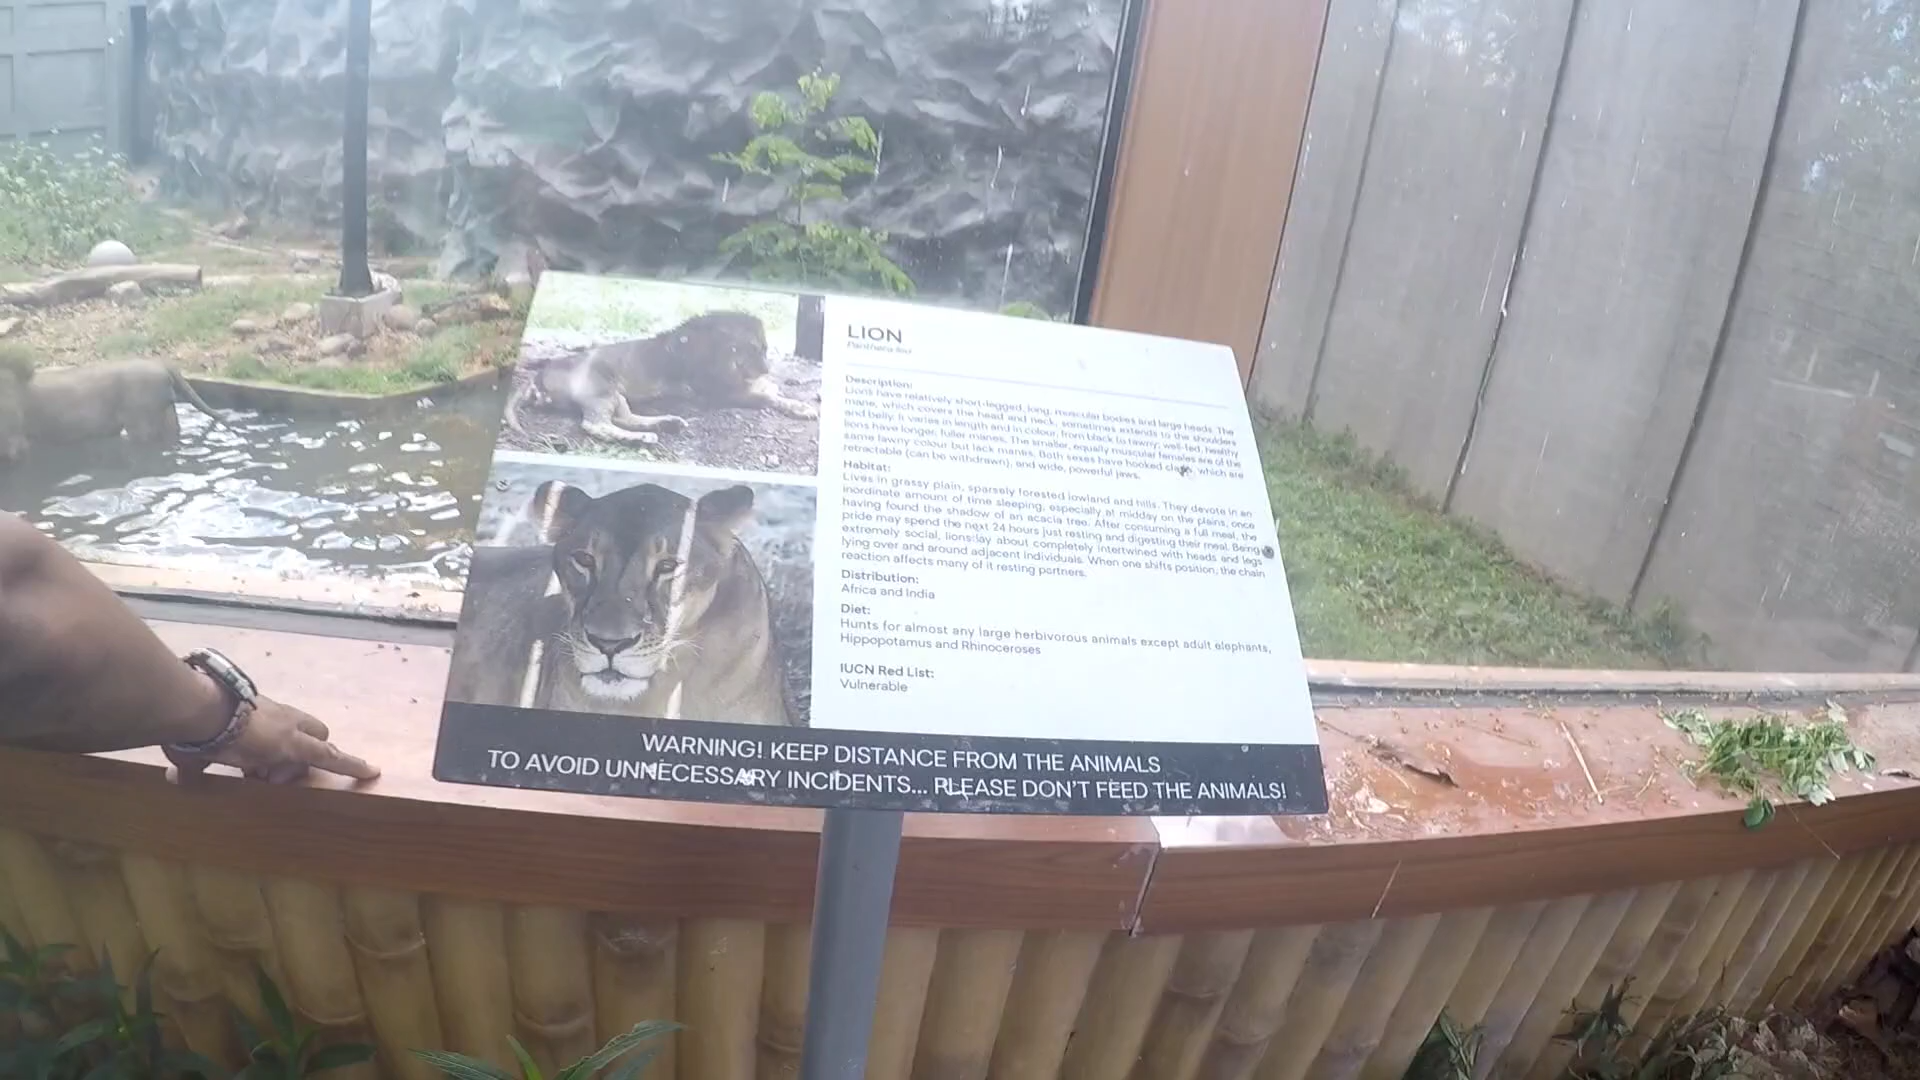 LION
Panthera leo
Description:
Lions have relatively short-legged, long, muscular bodies and large heads. The
mane, which covers the head and neck, sometimes extends to the shoulders
and belly. It varies in length and in colour, from black to tawny; well-fed, healthy
lions have longer, fuller manes. The smaller, equally muscular females are of the
same tawny colour but lack manes. Both sexes have hooked claws, which are
retractable (can be withdrawn), and wide, powerful jaws.
Habitat:
Lives in grassy plain, sparsely forested lowland and hills. They devote in an
inordinate amount of time sleeping, especially at midday on the plains, once
having found the shadow of an acacia tree. After consuming a full meal, the
pride may spend the next 24 hours just resting and digesting their meal. Being
extremely social, lions lay about completely intertwined with heads and legs
lying over and around adjacent individuals. When one shifts position, the chain
reaction affects many of it resting partners.
Distribution:
Africa and India
Diet:
Hunts for almost any large herbivorous animals except adult elephants,
Hippopotamus and Rhinoceroses
IUCN Red List:
Vulnerable
WARNING! KEEP DISTANCE FROM THE ANIMALS
TO AVOID UNNECESSARY INCIDENTS... PLEASE DON'T FEED THE ANIMALS!